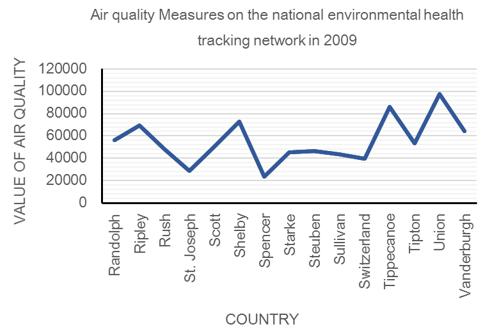 Air quality Measures on the national environmental health
tracking network in 2009
VALUE OF AIR QUALITY
120000
100000
80000
60000
40000
20000
0
Randolph
Ripley
Rush
St. Joseph
Scott
Shelby
Spencer
Starke
Steuben
Sullivan
Switzerland
Tippecanoe
Tipton
Union
Vanderburgh
COUNTRY